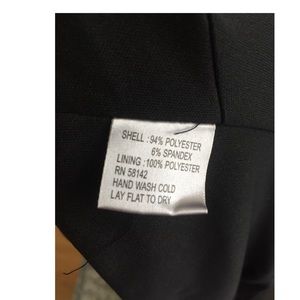 SHELL : 94% POLYESTER
6% SPANDEX
LINING : 100% POLYESTER
RN 58142
HAND WASH COLD
LAY FLAT TO DRY